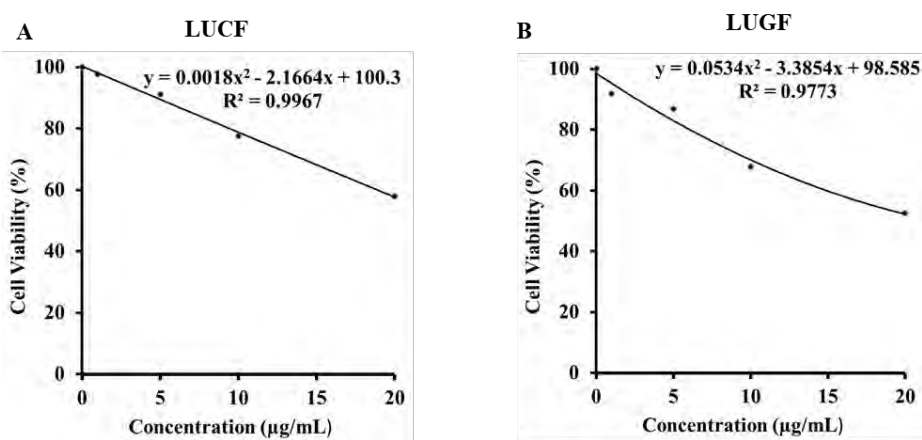 A
LUCF
y = 0.0018x² - 2.1664x + 100.3
R² = 0.9967
100
80
60
40
20
0
Cell Viability (%)
0 5 10 15 20
Concentration (µg/mL)
B
LUGF
y = 0.0534x² - 3.3854x + 98.585
R² = 0.9773
100
80
60
40
20
0
Cell Viability (%)
0 5 10 15 20
Concentration (µg/mL)